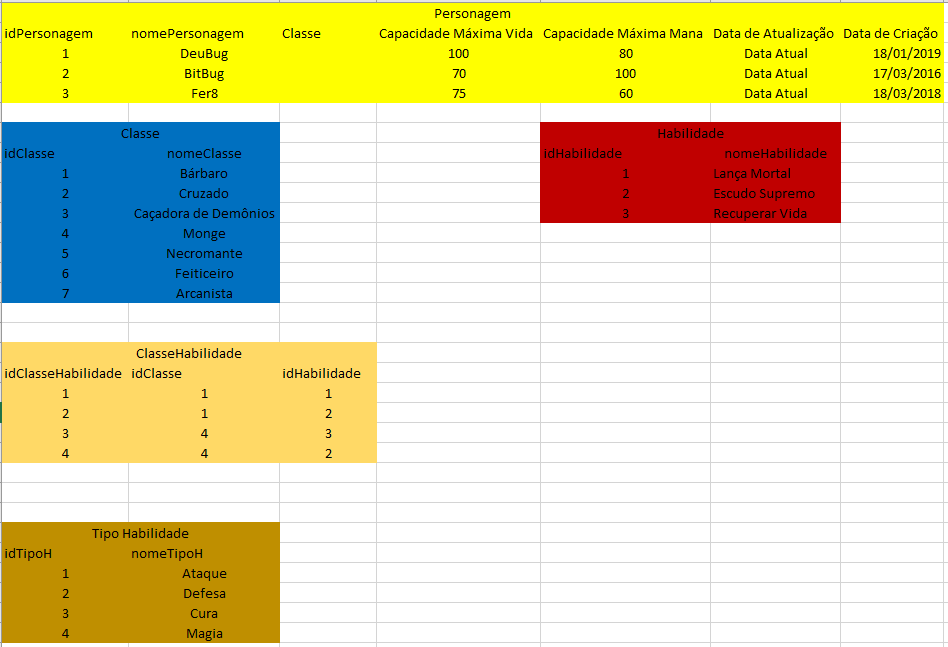 Personagem
idPersonagem nomePersonagem Classe Capacidade Máxima Vida Capacidade Máxima Mana Data de Atualização Data de Criação
1 DeuBug 100 80 Data Atual 18/01/2019
2 BitBug 70 100 Data Atual 17/03/2016
3 Fer8 75 60 Data Atual 18/03/2018
Classe
idClasse nomeClasse
1 Bárbaro
2 Cruzado
3 Caçadora de Demônios
4 Monge
5 Necromante
6 Feiticeiro
7 Arcanista
Habilidade
idHabilidade nomeHabilidade
1 Lança Mortal
2 Escudo Supremo
3 Recuperar Vida
ClasseHabilidade
idClasseHabilidade idClasse idHabilidade
1 1 1
2 1 2
3 4 3
4 4 2
Tipo Habilidade
idTipoH nomeTipoH
1 Ataque
2 Defesa
3 Cura
4 Magia